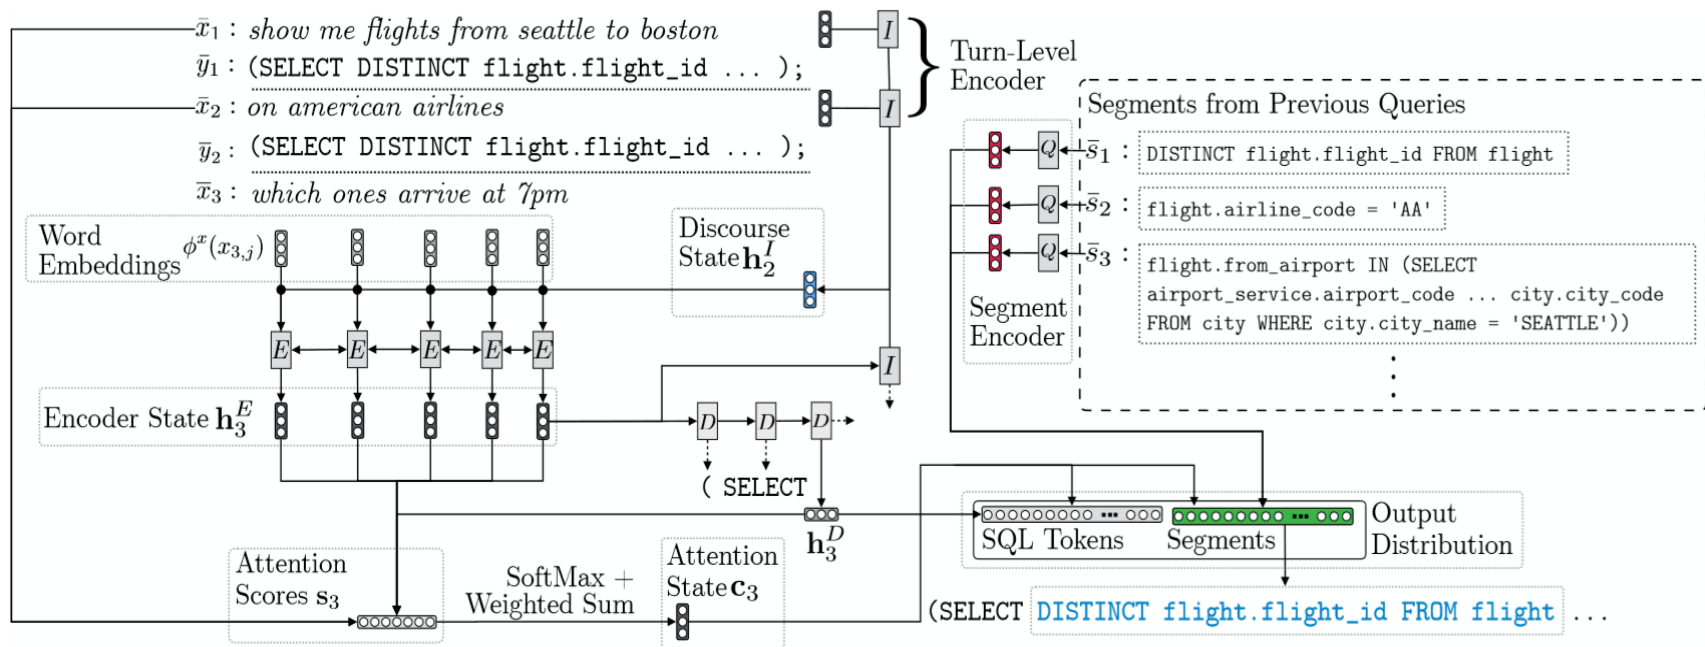 x̄₁ : show me flights from seattle to boston
ȳ₁ : (SELECT DISTINCT flight.flight_id ... );
x̄₂ : on american airlines
ȳ₂ : (SELECT DISTINCT flight.flight_id ... );
x̄₃ : which ones arrive at 7pm
I
I
Turn-Level
Encoder
Segments from Previous Queries
Q
s̄₁ : DISTINCT flight.flight_id FROM flight
Q
s̄₂ : flight.airline_code = 'AA'
Q
s̄₃ : flight.from_airport IN (SELECT
airport_service.airport_code ... city.city_code
FROM city WHERE city.city_name = 'SEATTLE'))
Segment
Encoder
Word
Embeddings
ϕˣ(x₃,ⱼ)
Discourse
State h₂ᴵ
E E E E E
I
Encoder State h₃ᴱ
D D D
( SELECT
h₃ᴰ
SQL Tokens
Segments
Output
Distribution
Attention
Scores s₃
SoftMax +
Weighted Sum
Attention
State c₃
(SELECT DISTINCT flight.flight_id FROM flight ...